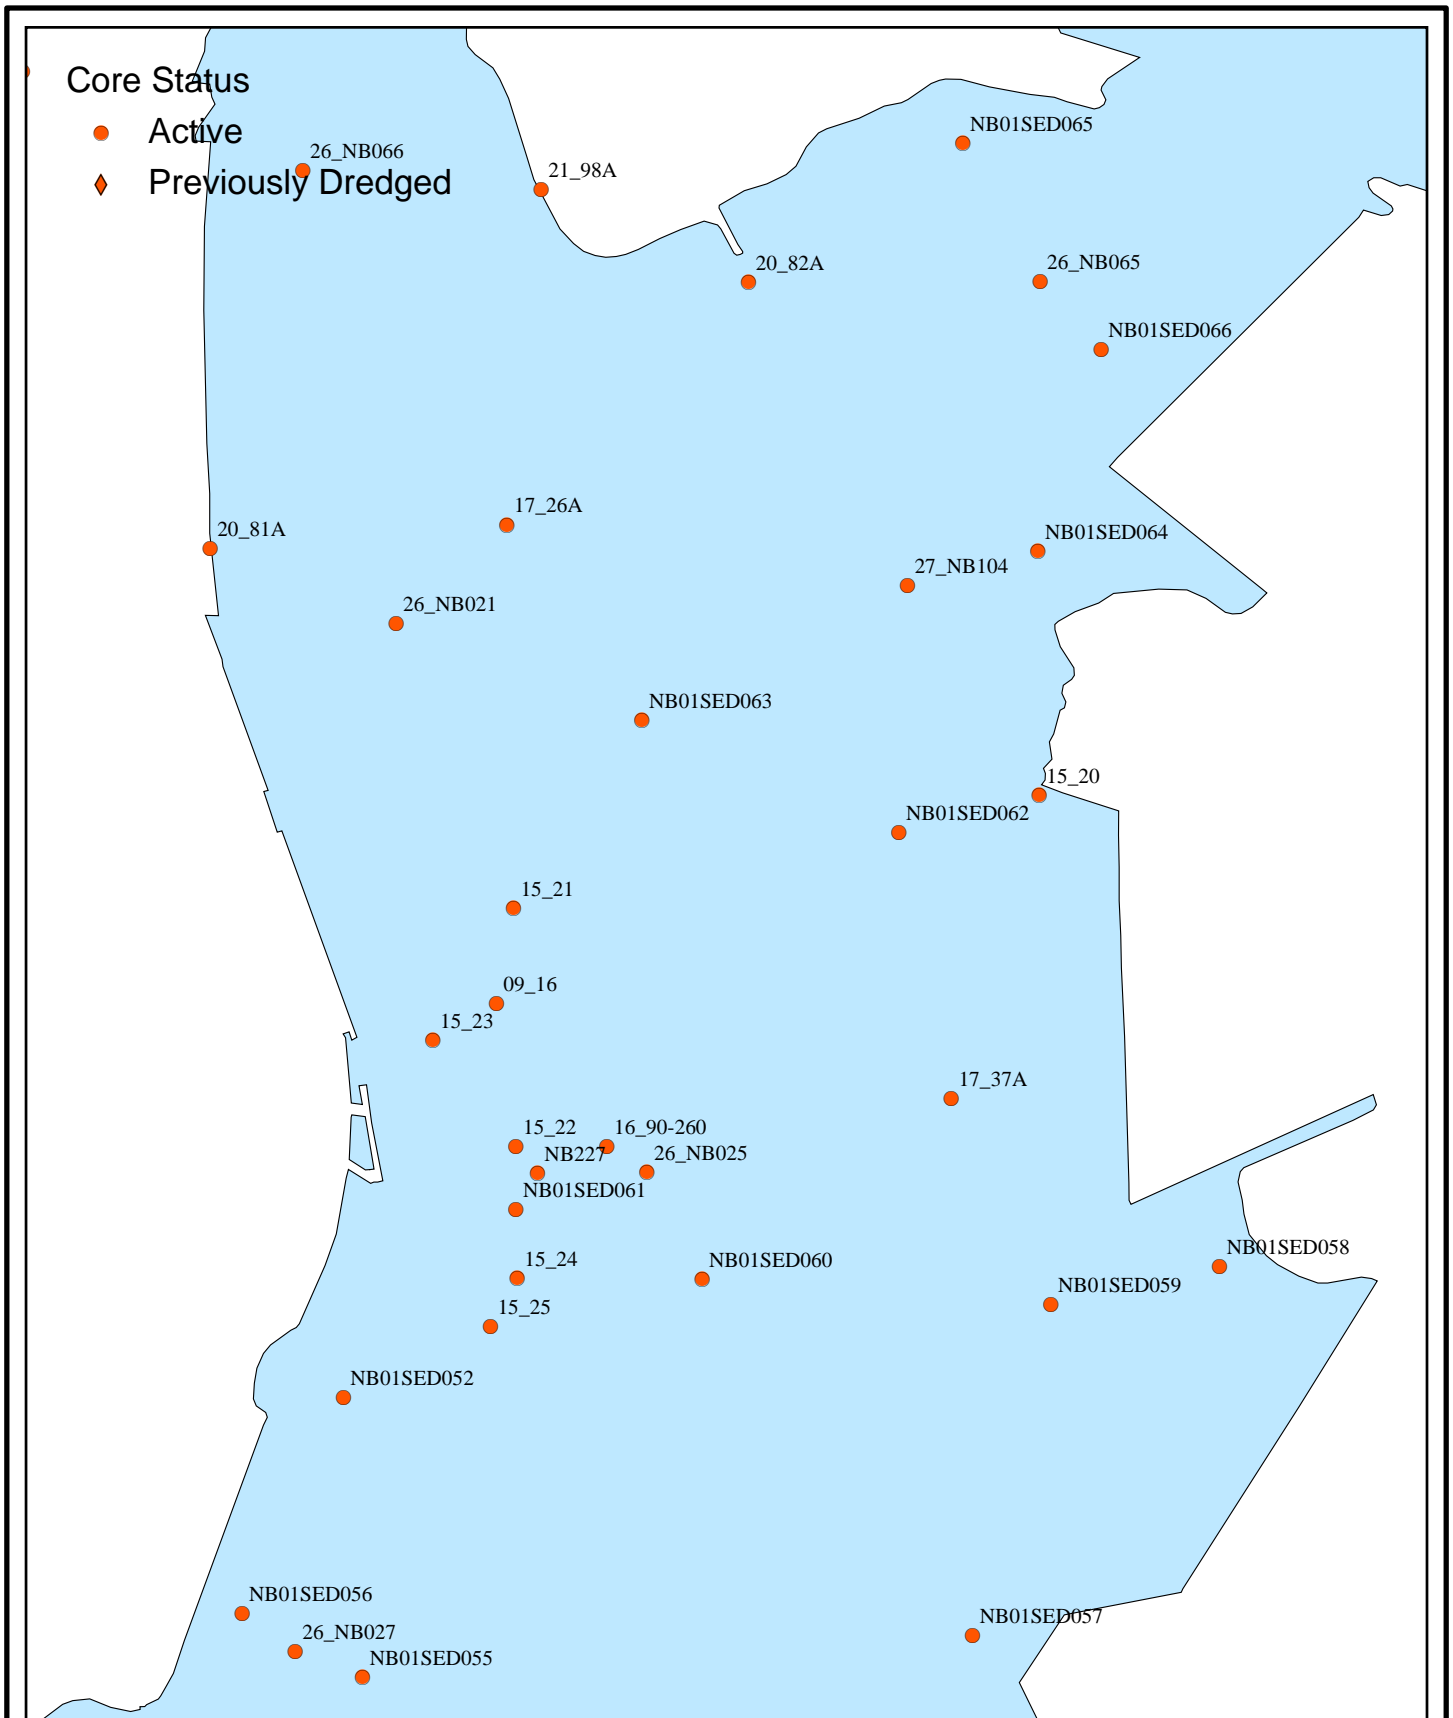 Core Status
Active
Previously Dredged
NB01SED065
26_NB066
21_98A
20_82A
26_NB065
NB01SED066
17_26A
20_81A
NB01SED064
27_NB104
26_NB021
NB01SED063
15_20
NB01SED062
15_21
09_16
15_23
17_37A
15_22
16_90-260
NB227
26_NB025
NB01SED061
NB01SED058
15_24
NB01SED060
NB01SED059
15_25
NB01SED052
NB01SED056
NB01SED057
26_NB027
NB01SED055